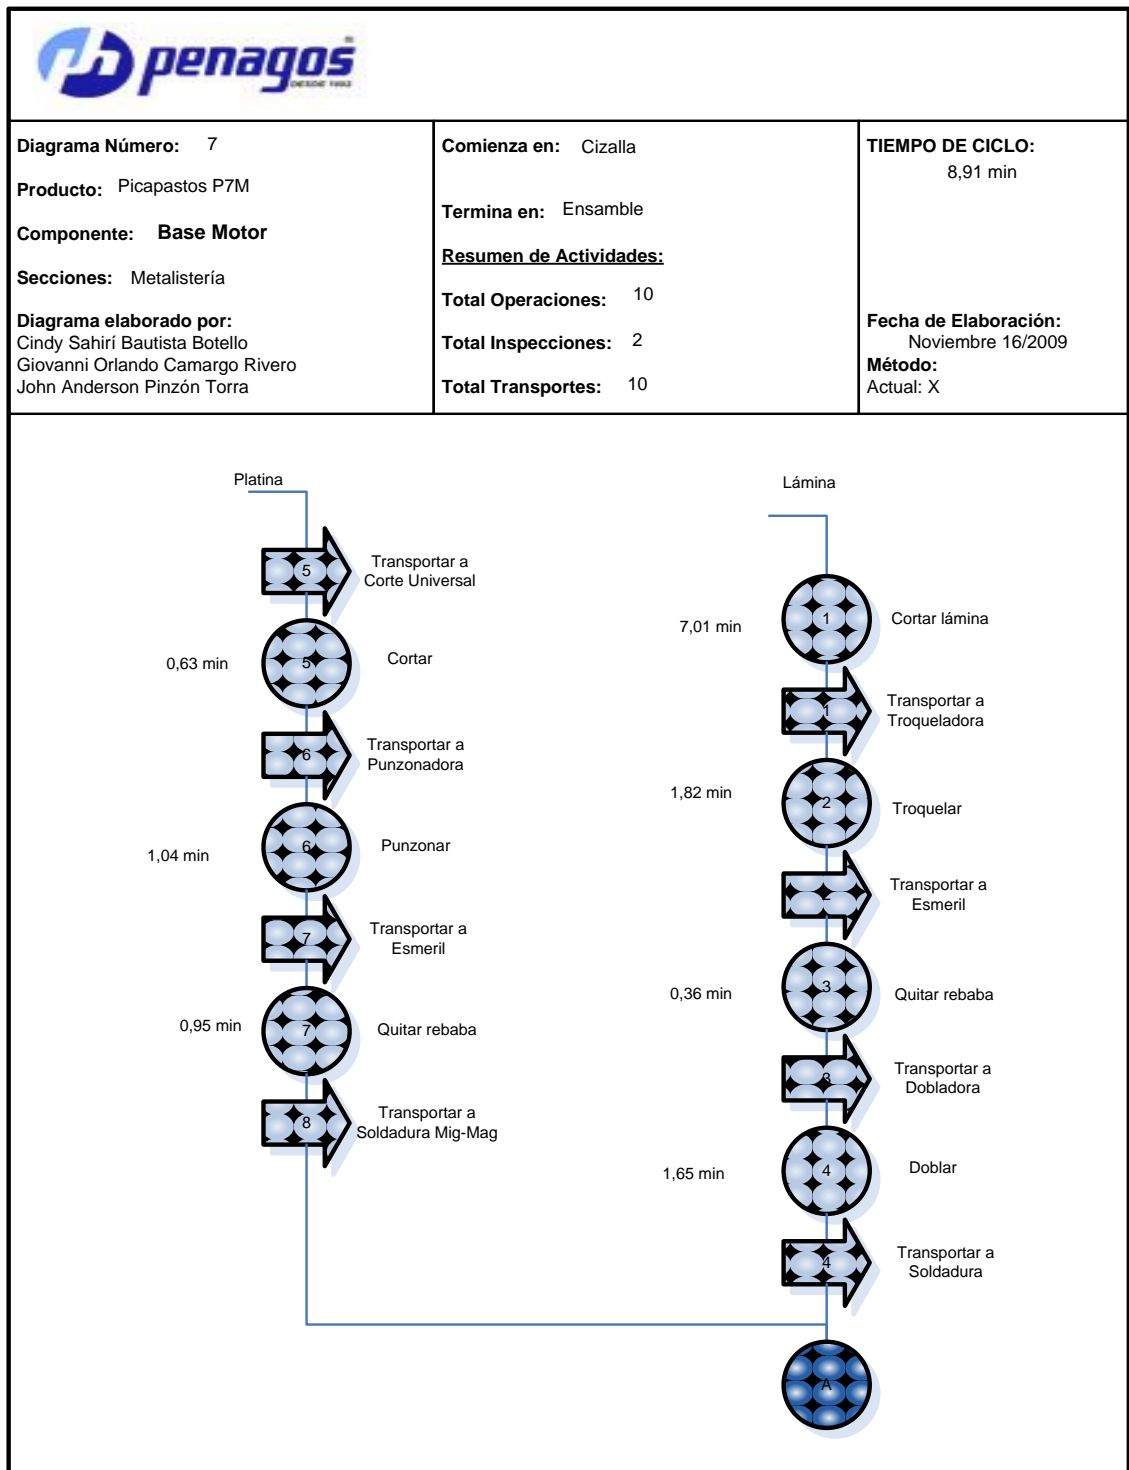 penagos
DESDE 1892
Diagrama Número: 7
Producto: Picapastos P7M
Componente: Base Motor
Secciones: Metalistería
Diagrama elaborado por:
Cindy Sahirí Bautista Botello
Giovanni Orlando Camargo Rivero
John Anderson Pinzón Torra
Comienza en: Cizalla
Termina en: Ensamble
Resumen de Actividades:
Total Operaciones: 10
Total Inspecciones: 2
Total Transportes: 10
TIEMPO DE CICLO:
8,91 min
Fecha de Elaboración:
Noviembre 16/2009
Método:
Actual: X
Platina
5
Transportar a
Corte Universal
0,63 min
5
Cortar
6
Transportar a
Punzonadora
1,04 min
6
Punzonar
7
Transportar a
Esmeril
0,95 min
7
Quitar rebaba
8
Transportar a
Soldadura Mig-Mag
Lámina
7,01 min
1
Cortar lámina
1
Transportar a
Troqueladora
1,82 min
2
Troquelar
2
Transportar a
Esmeril
0,36 min
3
Quitar rebaba
3
Transportar a
Dobladora
1,65 min
4
Doblar
4
Transportar a
Soldadura
A